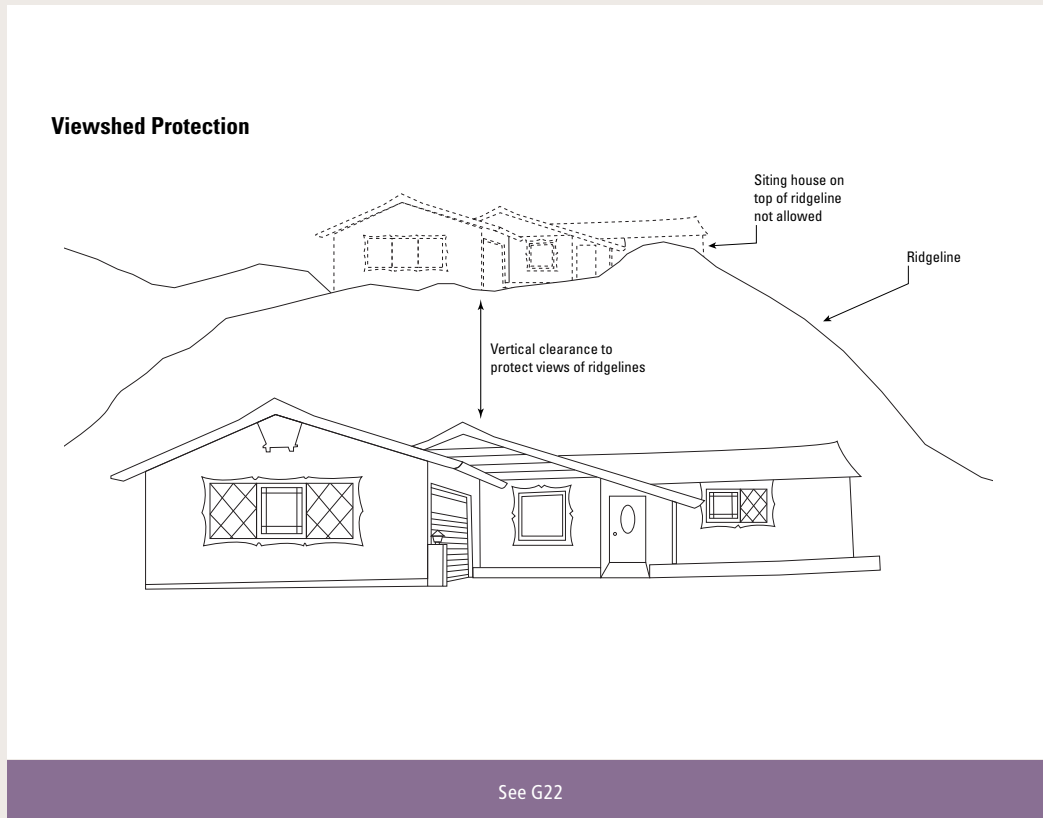 Viewshed Protection
Siting house on
top of ridgeline
not allowed
Ridgeline
Vertical clearance to
protect views of ridgelines
See G22